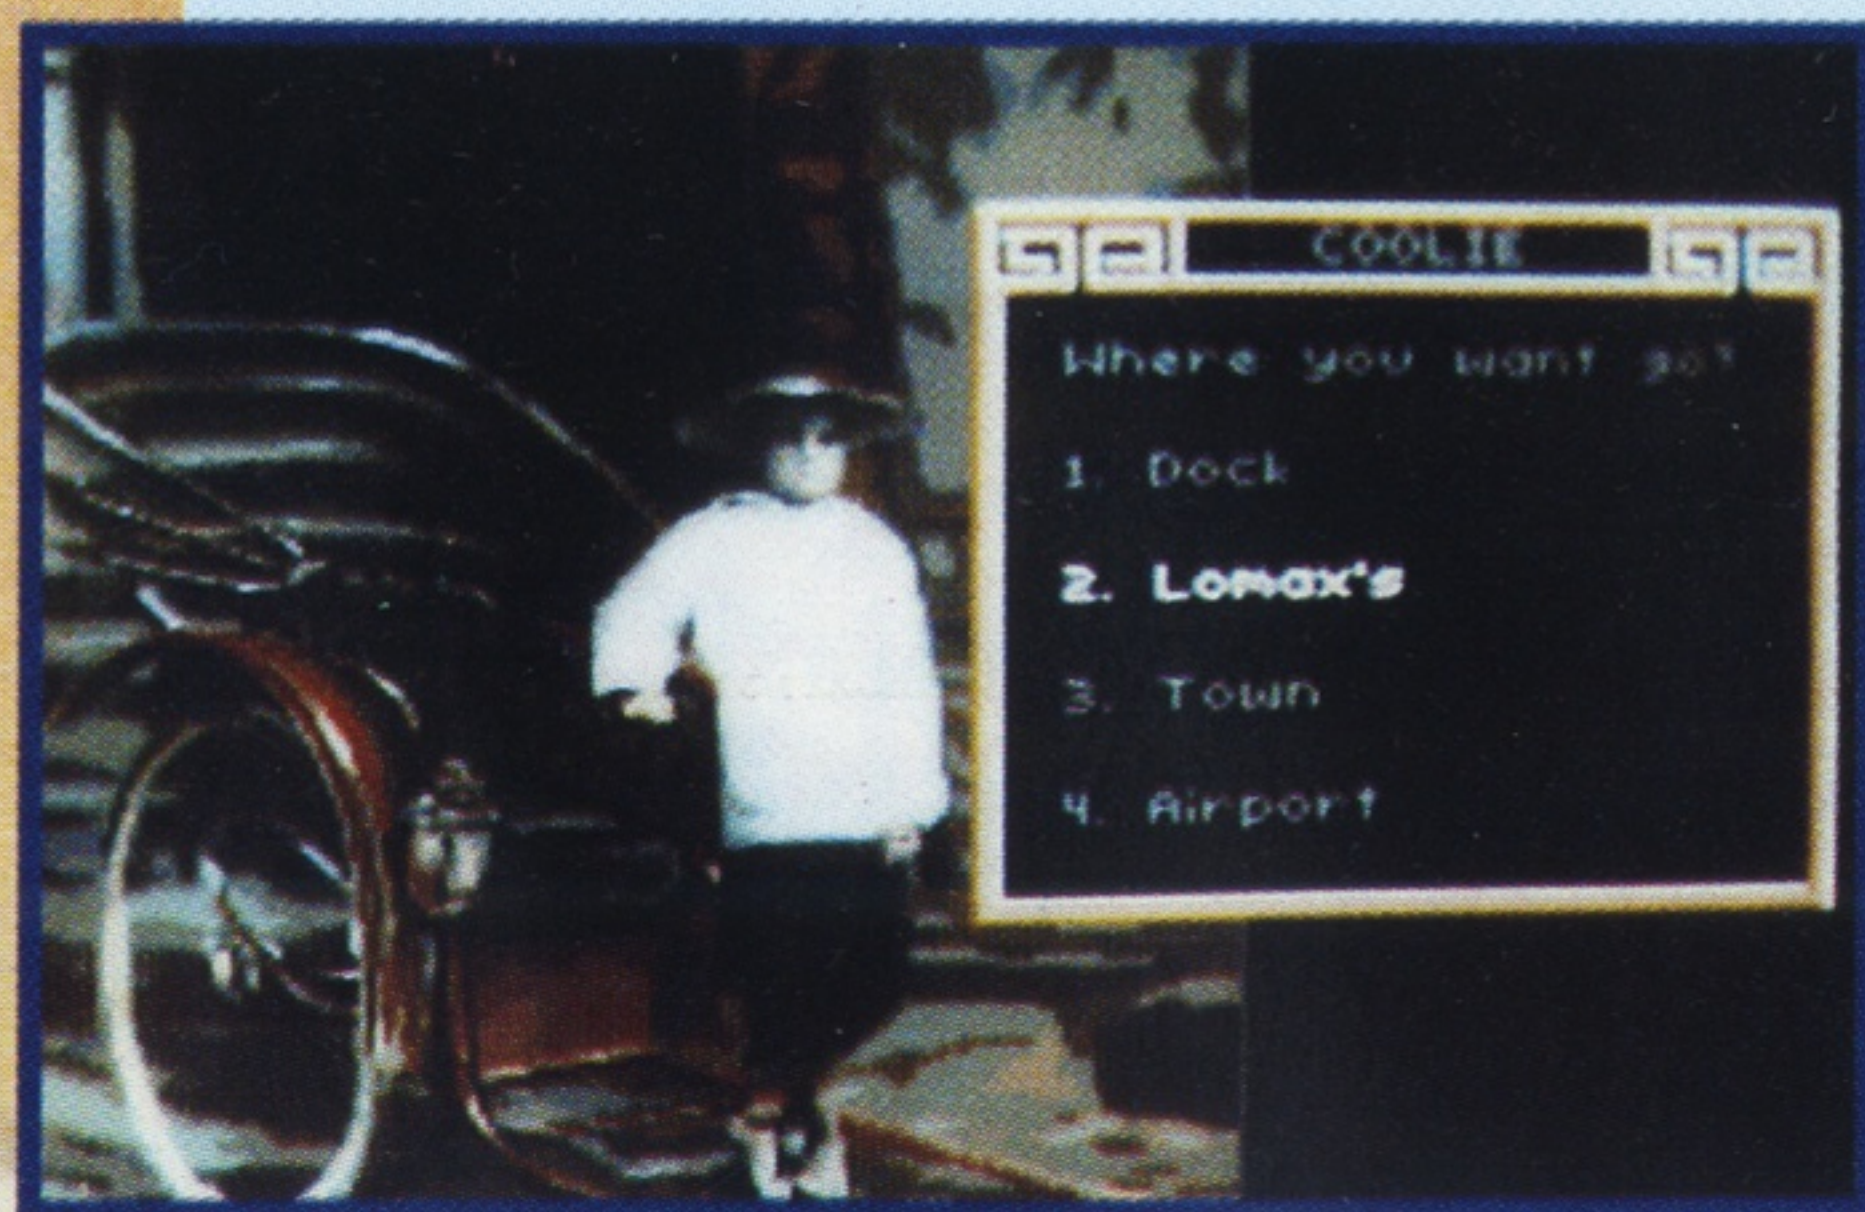 COOLIE
Where you want go?
1. Dock
2. Lomax's
3. Town
4. Airport